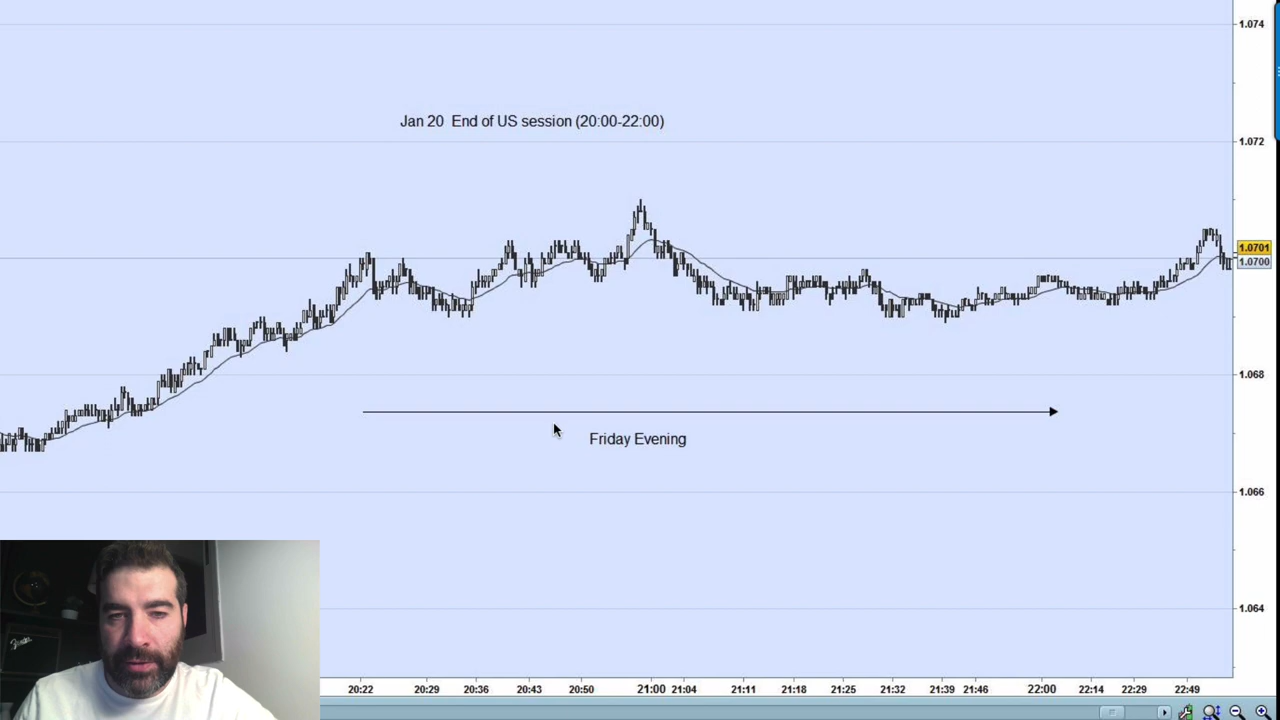 1.074
Jan 20 End of US session (20:00-22:00)
1.072
1.0701
1.0700
1.068
Friday Evening
1.066
1.064
Fender
20:22 20:29 20:36 20:43 20:50 21:00 21:04 21:11 21:18 21:25 21:32 21:39 21:46 22:00 22:14 22:29 22:49